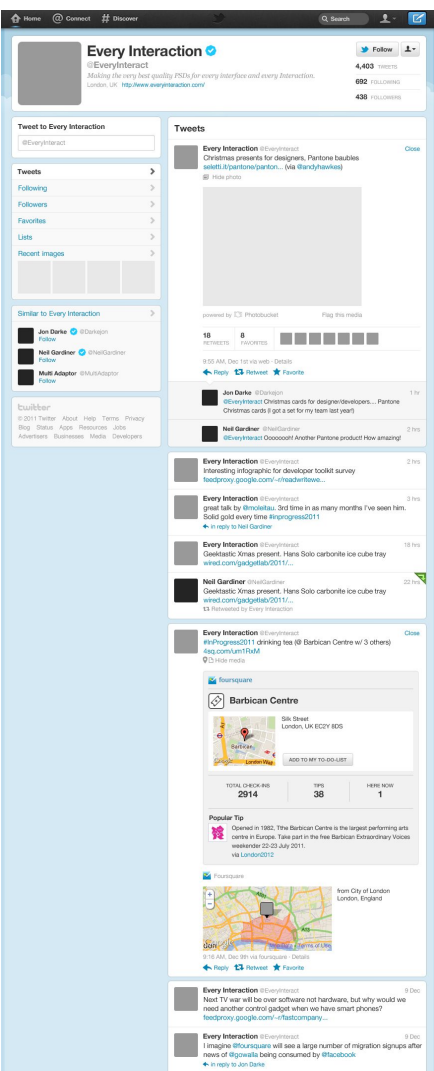 Home @ Connect # Discover
Search
Every Interaction
@EveryInteract
Making the very best quality PSDs for every interface and every Interaction.
London, UK http://www.everyinteraction.com/
Follow
4,403 TWEETS
692 FOLLOWING
438 FOLLOWERS
Tweet to Every Interaction
@EveryInteract
Tweets
Following
Followers
Favorites
Lists
Recent images
Similar to Every Interaction
Jon Darke @Darkejon
Follow
Neil Gardiner @NeilGardiner
Follow
Multi Adaptor @MultiAdaptor
Follow
twitter
© 2011 Twitter About Help Terms Privacy
Blog Status Apps Resources Jobs
Advertisers Businesses Media Developers
Tweets
Every Interaction @EveryInteract Close
Christmas presents for designers, Pantone baubles
seletti.it/pantone/panton... (via @andyhawkes)
Hide photo
powered by Photobucket Flag this media
18 8
RETWEETS FAVORITES
9:55 AM, Dec 1st via web · Details
Reply Retweet Favorite
Jon Darke @Darkejon 1 hr
@EveryInteract Christmas cards for designer/developers.... Pantone
Christmas cards (I got a set for my team last year!)
Neil Gardiner @NeilGardiner 2 hrs
@EveryInteract Ooooooh! Another Pantone product! How amazing!
Every Interaction @EveryInteract 2 hrs
Interesting infographic for developer toolkit survey
feedproxy.google.com/~r/readwritewe...
Every Interaction @EveryInteract 3 hrs
great talk by @moleitau. 3rd time in as many months I've seen him.
Solid gold every time #inprogress2011
in reply to Neil Gardiner
Every Interaction @EveryInteract 18 hrs
Geektastic Xmas present. Hans Solo carbonite ice cube tray
wired.com/gadgetlab/2011/...
Neil Gardiner @NeilGardiner 22 hrs
Geektastic Xmas present. Hans Solo carbonite ice cube tray
wired.com/gadgetlab/2011/...
Retweeted by Every Interaction
Every Interaction @EveryInteract Close
#InProgress2011 drinking tea (@ Barbican Centre w/ 3 others)
4sq.com/um1RxM
Hide media
foursquare
Barbican Centre
Silk Street
London, UK EC2Y 8DS
Barbican
Google London Wall
ADD TO MY TO-DO-LIST
TOTAL CHECK-INS TIPS HERE NOW
2914 38 1
Popular Tip
Opened in 1982, Tthe Barbican Centre is the largest performing arts
centre in Europe. Take part in the free Barbican Extraordinary Voices
weekender 22-23 July 2011.
via London2012
Foursquare
from City of London
London, England
Terms of Use
9:18 AM, Dec 9th via foursquare · Details
Reply Retweet Favorite
Every Interaction @EveryInteract 9 Dec
Next TV war will be over software not hardware, but why would we
need another control gadget when we have smart phones?
feedproxy.google.com/~r/fastcompany...
Every Interaction @EveryInteract 9 Dec
I imagine @foursquare will see a large number of migration signups after
news of @gowalla being consumed by @facebook
in reply to Jon Darke